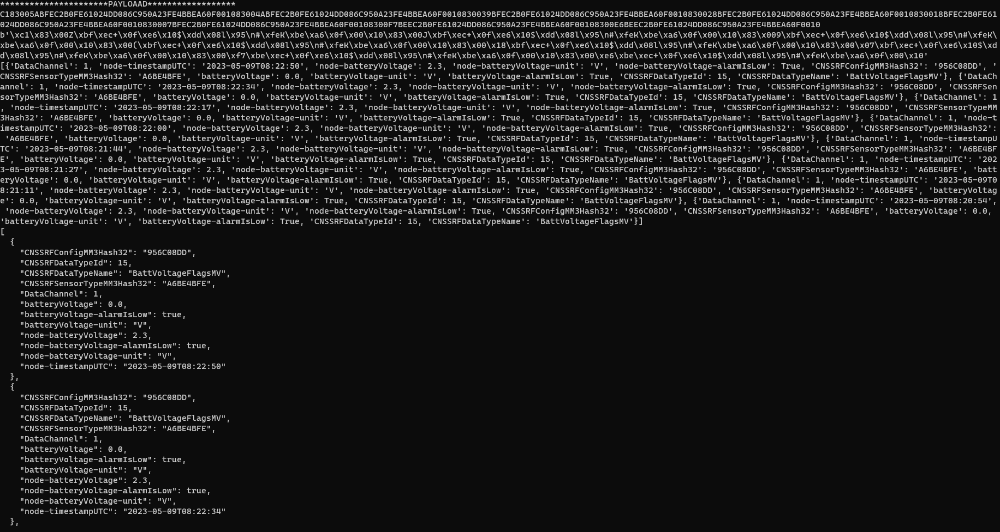 **********************PAYLOAAD******************
C183005ABFEC2B0FE61024DD086C950A23FE4BBEA60F001083004ABFEC2B0FE61024DD086C950A23FE4BBEA60F0010830039BFEC2B0FE61024DD086C950A23FE4BBEA60F0010830028BFEC2B0FE61024DD086C950A23FE4BBEA60F0010830018BFEC2B0FE61
024DD086C950A23FE4BBEA60F0010830007BFEC2B0FE61024DD086C950A23FE4BBEA60F00108300F7BEEC2B0FE61024DD086C950A23FE4BBEA60F00108300E6BEEC2B0FE61024DD086C950A23FE4BBEA60F0010
b'\xc1\x83\x00Z\xbf\xec+\x0f\xe6\x10$\xdd\x08l\x95\n#\xfeK\xbe\xa6\x0f\x00\x10\x83\x00J\xbf\xec+\x0f\xe6\x10$\xdd\x08l\x95\n#\xfeK\xbe\xa6\x0f\x00\x10\x83\x009\xbf\xec+\x0f\xe6\x10$\xdd\x08l\x95\n#\xfeK\
xbe\xa6\x0f\x00\x10\x83\x00(\xbf\xec+\x0f\xe6\x10$\xdd\x08l\x95\n#\xfeK\xbe\xa6\x0f\x00\x10\x83\x00\x18\xbf\xec+\x0f\xe6\x10$\xdd\x08l\x95\n#\xfeK\xbe\xa6\x0f\x00\x10\x83\x00\x07\xbf\xec+\x0f\xe6\x10$\xd
d\x08l\x95\n#\xfeK\xbe\xa6\x0f\x00\x10\x83\x00\xf7\xbe\xec+\x0f\xe6\x10$\xdd\x08l\x95\n#\xfeK\xbe\xa6\x0f\x00\x10\x83\x00\xe6\xbe\xec+\x0f\xe6\x10$\xdd\x08l\x95\n#\xfeK\xbe\xa6\x0f\x00\x10'
[{'DataChannel': 1, 'node-timestampUTC': '2023-05-09T08:22:50', 'node-batteryVoltage': 2.3, 'node-batteryVoltage-unit': 'V', 'node-batteryVoltage-alarmIsLow': True, 'CNSSRFConfigMM3Hash32': '956C08DD', '
CNSSRFSensorTypeMM3Hash32': 'A6BE4BFE', 'batteryVoltage': 0.0, 'batteryVoltage-unit': 'V', 'batteryVoltage-alarmIsLow': True, 'CNSSRFDataTypeId': 15, 'CNSSRFDataTypeName': 'BattVoltageFlagsMV'}, {'DataCh
annel': 1, 'node-timestampUTC': '2023-05-09T08:22:34', 'node-batteryVoltage': 2.3, 'node-batteryVoltage-unit': 'V', 'node-batteryVoltage-alarmIsLow': True, 'CNSSRFConfigMM3Hash32': '956C08DD', 'CNSSRFSen
sorTypeMM3Hash32': 'A6BE4BFE', 'batteryVoltage': 0.0, 'batteryVoltage-unit': 'V', 'batteryVoltage-alarmIsLow': True, 'CNSSRFDataTypeId': 15, 'CNSSRFDataTypeName': 'BattVoltageFlagsMV'}, {'DataChannel': 1
, 'node-timestampUTC': '2023-05-09T08:22:17', 'node-batteryVoltage': 2.3, 'node-batteryVoltage-unit': 'V', 'node-batteryVoltage-alarmIsLow': True, 'CNSSRFConfigMM3Hash32': '956C08DD', 'CNSSRFSensorTypeMM
3Hash32': 'A6BE4BFE', 'batteryVoltage': 0.0, 'batteryVoltage-unit': 'V', 'batteryVoltage-alarmIsLow': True, 'CNSSRFDataTypeId': 15, 'CNSSRFDataTypeName': 'BattVoltageFlagsMV'}, {'DataChannel': 1, 'node-t
imestampUTC': '2023-05-09T08:22:00', 'node-batteryVoltage': 2.3, 'node-batteryVoltage-unit': 'V', 'node-batteryVoltage-alarmIsLow': True, 'CNSSRFConfigMM3Hash32': '956C08DD', 'CNSSRFSensorTypeMM3Hash32':
 'A6BE4BFE', 'batteryVoltage': 0.0, 'batteryVoltage-unit': 'V', 'batteryVoltage-alarmIsLow': True, 'CNSSRFDataTypeId': 15, 'CNSSRFDataTypeName': 'BattVoltageFlagsMV'}, {'DataChannel': 1, 'node-timestampU
TC': '2023-05-09T08:21:44', 'node-batteryVoltage': 2.3, 'node-batteryVoltage-unit': 'V', 'node-batteryVoltage-alarmIsLow': True, 'CNSSRFConfigMM3Hash32': '956C08DD', 'CNSSRFSensorTypeMM3Hash32': 'A6BE4BF
E', 'batteryVoltage': 0.0, 'batteryVoltage-unit': 'V', 'batteryVoltage-alarmIsLow': True, 'CNSSRFDataTypeId': 15, 'CNSSRFDataTypeName': 'BattVoltageFlagsMV'}, {'DataChannel': 1, 'node-timestampUTC': '202
3-05-09T08:21:27', 'node-batteryVoltage': 2.3, 'node-batteryVoltage-unit': 'V', 'node-batteryVoltage-alarmIsLow': True, 'CNSSRFConfigMM3Hash32': '956C08DD', 'CNSSRFSensorTypeMM3Hash32': 'A6BE4BFE', 'batt
eryVoltage': 0.0, 'batteryVoltage-unit': 'V', 'batteryVoltage-alarmIsLow': True, 'CNSSRFDataTypeId': 15, 'CNSSRFDataTypeName': 'BattVoltageFlagsMV'}, {'DataChannel': 1, 'node-timestampUTC': '2023-05-09T0
8:21:11', 'node-batteryVoltage': 2.3, 'node-batteryVoltage-unit': 'V', 'node-batteryVoltage-alarmIsLow': True, 'CNSSRFConfigMM3Hash32': '956C08DD', 'CNSSRFSensorTypeMM3Hash32': 'A6BE4BFE', 'batteryVoltag
e': 0.0, 'batteryVoltage-unit': 'V', 'batteryVoltage-alarmIsLow': True, 'CNSSRFDataTypeId': 15, 'CNSSRFDataTypeName': 'BattVoltageFlagsMV'}, {'DataChannel': 1, 'node-timestampUTC': '2023-05-09T08:20:54',
 'node-batteryVoltage': 2.3, 'node-batteryVoltage-unit': 'V', 'node-batteryVoltage-alarmIsLow': True, 'CNSSRFConfigMM3Hash32': '956C08DD', 'CNSSRFSensorTypeMM3Hash32': 'A6BE4BFE', 'batteryVoltage': 0.0,
'batteryVoltage-unit': 'V', 'batteryVoltage-alarmIsLow': True, 'CNSSRFDataTypeId': 15, 'CNSSRFDataTypeName': 'BattVoltageFlagsMV'}]
[
  {
    "CNSSRFConfigMM3Hash32": "956C08DD",
    "CNSSRFDataTypeId": 15,
    "CNSSRFDataTypeName": "BattVoltageFlagsMV",
    "CNSSRFSensorTypeMM3Hash32": "A6BE4BFE",
    "DataChannel": 1,
    "batteryVoltage": 0.0,
    "batteryVoltage-alarmIsLow": true,
    "batteryVoltage-unit": "V",
    "node-batteryVoltage": 2.3,
    "node-batteryVoltage-alarmIsLow": true,
    "node-batteryVoltage-unit": "V",
    "node-timestampUTC": "2023-05-09T08:22:50"
  },
  {
    "CNSSRFConfigMM3Hash32": "956C08DD",
    "CNSSRFDataTypeId": 15,
    "CNSSRFDataTypeName": "BattVoltageFlagsMV",
    "CNSSRFSensorTypeMM3Hash32": "A6BE4BFE",
    "DataChannel": 1,
    "batteryVoltage": 0.0,
    "batteryVoltage-alarmIsLow": true,
    "batteryVoltage-unit": "V",
    "node-batteryVoltage": 2.3,
    "node-batteryVoltage-alarmIsLow": true,
    "node-batteryVoltage-unit": "V",
    "node-timestampUTC": "2023-05-09T08:22:34"
  },